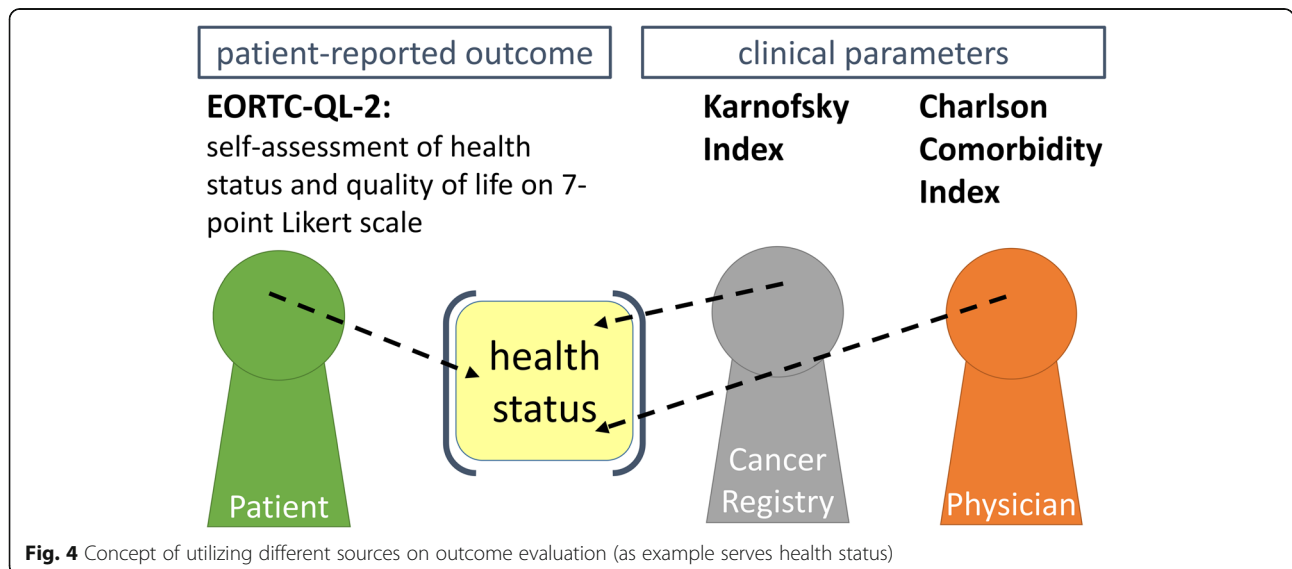 patient-reported outcome
clinical parameters
EORTC-QL-2:
self-assessment of health
status and quality of life on 7-
point Likert scale
Karnofsky
Index
Charlson
Comorbidity
Index
health
status
Patient
Cancer
Registry
Physician
Fig. 4 Concept of utilizing different sources on outcome evaluation (as example serves health status)